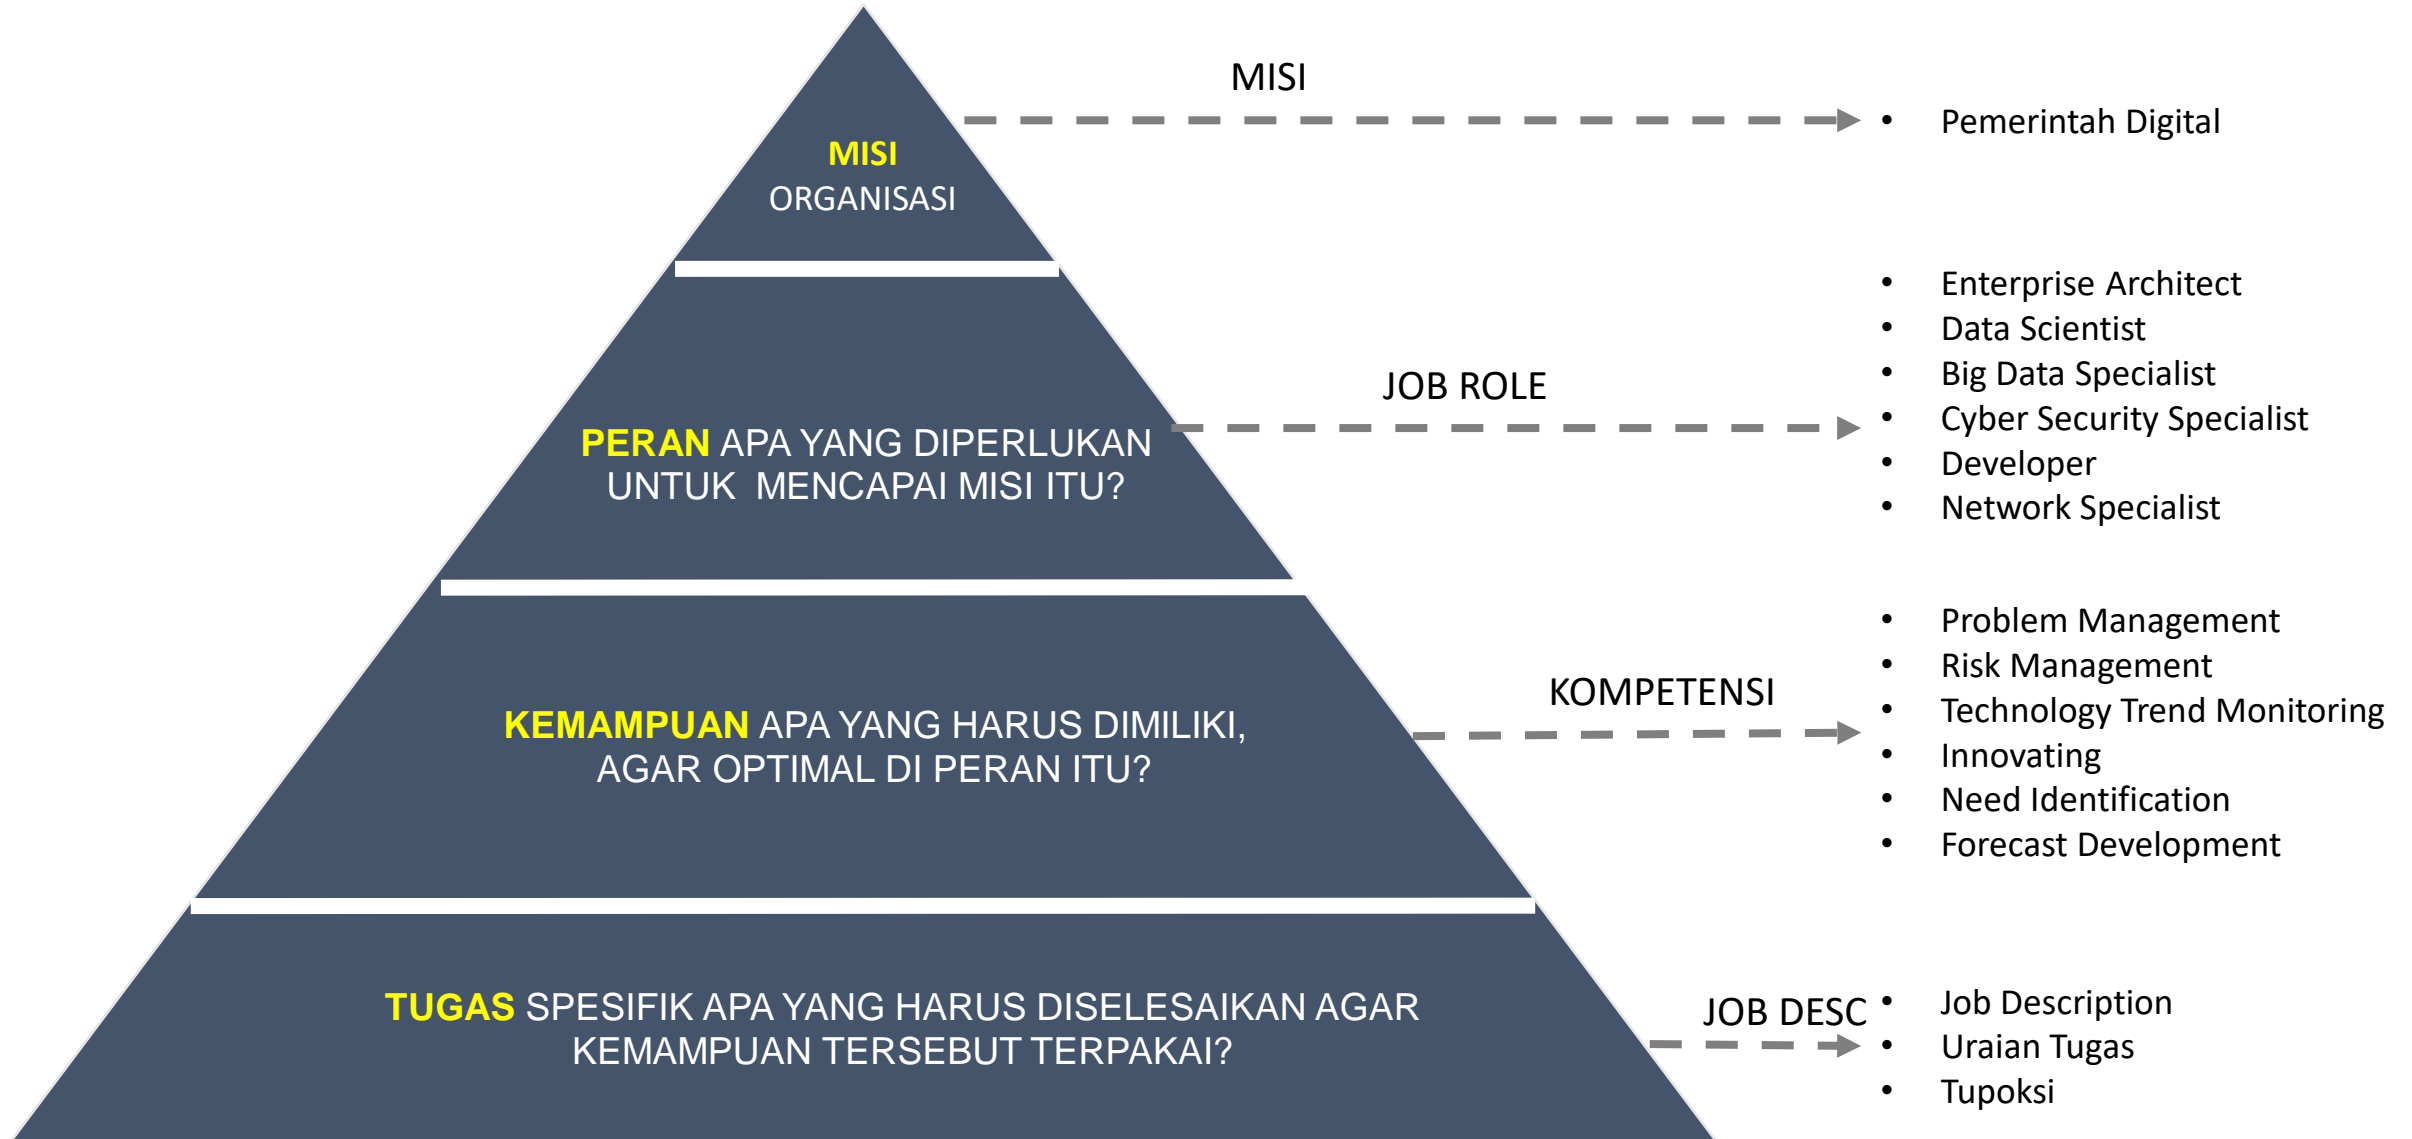 MISI
ORGANISASI
MISI
• Pemerintah Digital
PERAN APA YANG DIPERLUKAN
UNTUK MENCAPAI MISI ITU?
JOB ROLE
• Enterprise Architect
• Data Scientist
• Big Data Specialist
• Cyber Security Specialist
• Developer
• Network Specialist
KEMAMPUAN APA YANG HARUS DIMILIKI,
AGAR OPTIMAL DI PERAN ITU?
KOMPETENSI
• Problem Management
• Risk Management
• Technology Trend Monitoring
• Innovating
• Need Identification
• Forecast Development
TUGAS SPESIFIK APA YANG HARUS DISELESAIKAN AGAR
KEMAMPUAN TERSEBUT TERPAKAI?
JOB DESC
• Job Description
• Uraian Tugas
• Tupoksi